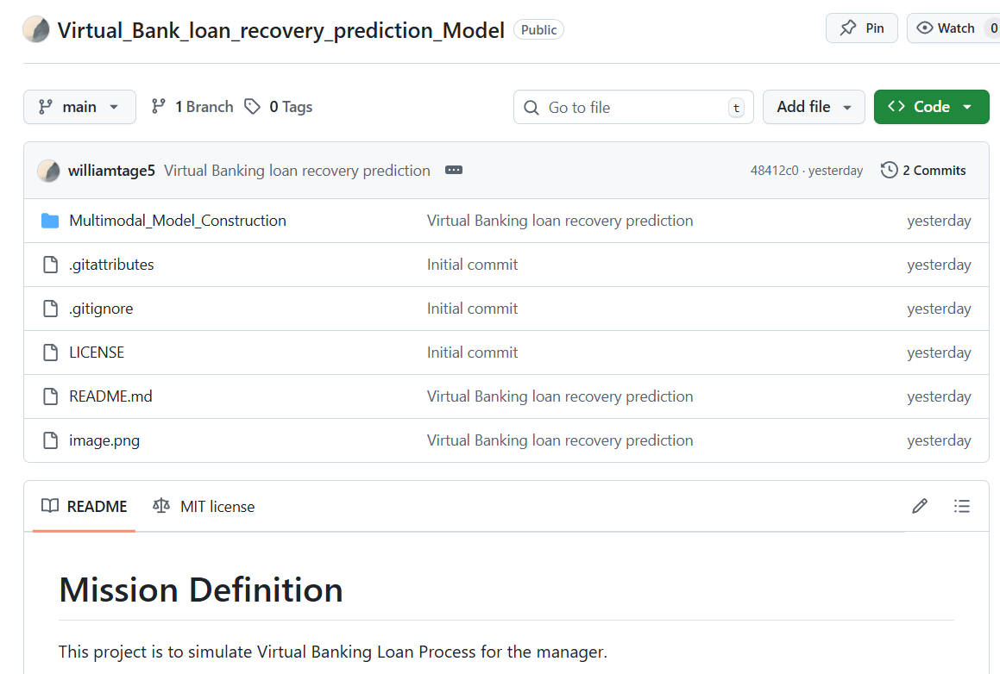 Virtual_Bank_loan_recovery_prediction_Model Public Pin Watch 0
main 1 Branch 0 Tags Go to file t Add file Code
williamtage5 Virtual Banking loan recovery prediction 48412c0 · yesterday 2 Commits
Multimodal_Model_Construction Virtual Banking loan recovery prediction yesterday
.gitattributes Initial commit yesterday
.gitignore Initial commit yesterday
LICENSE Initial commit yesterday
README.md Virtual Banking loan recovery prediction yesterday
image.png Virtual Banking loan recovery prediction yesterday
README MIT license
Mission Definition
This project is to simulate Virtual Banking Loan Process for the manager.